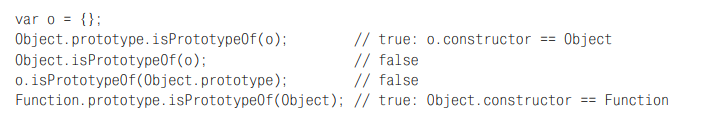 var o = {};
Object.prototype.isPrototypeOf(o); // true: o.constructor == Object
Object.isPrototypeOf(o); // false
o.isPrototypeOf(Object.prototype); // false
Function.prototype.isPrototypeOf(Object); // true: Object.constructor == Function